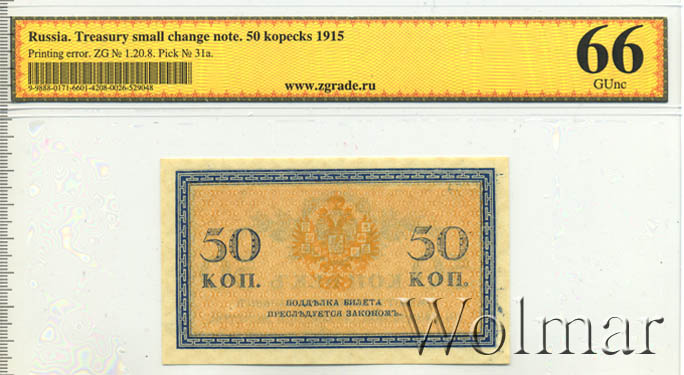 Russia. Treasury small change note. 50 kopecks 1915
Printing error. ZG № 1.20.8. Pick № 31a.
9-9888-0171-6601-4208-0026-529048
www.zgrade.ru
66
GUnc
50 50
КОП. КОП.
ПОДДѢЛКА БИЛЕТА
ПРЕСЛѢДУЕТСЯ ЗАКОНОМЪ.
Wolmar